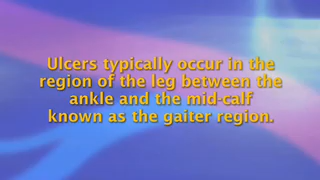 Ulcers typically occur in the
region of the leg between the
ankle and the mid-calf
known as the gaiter region.